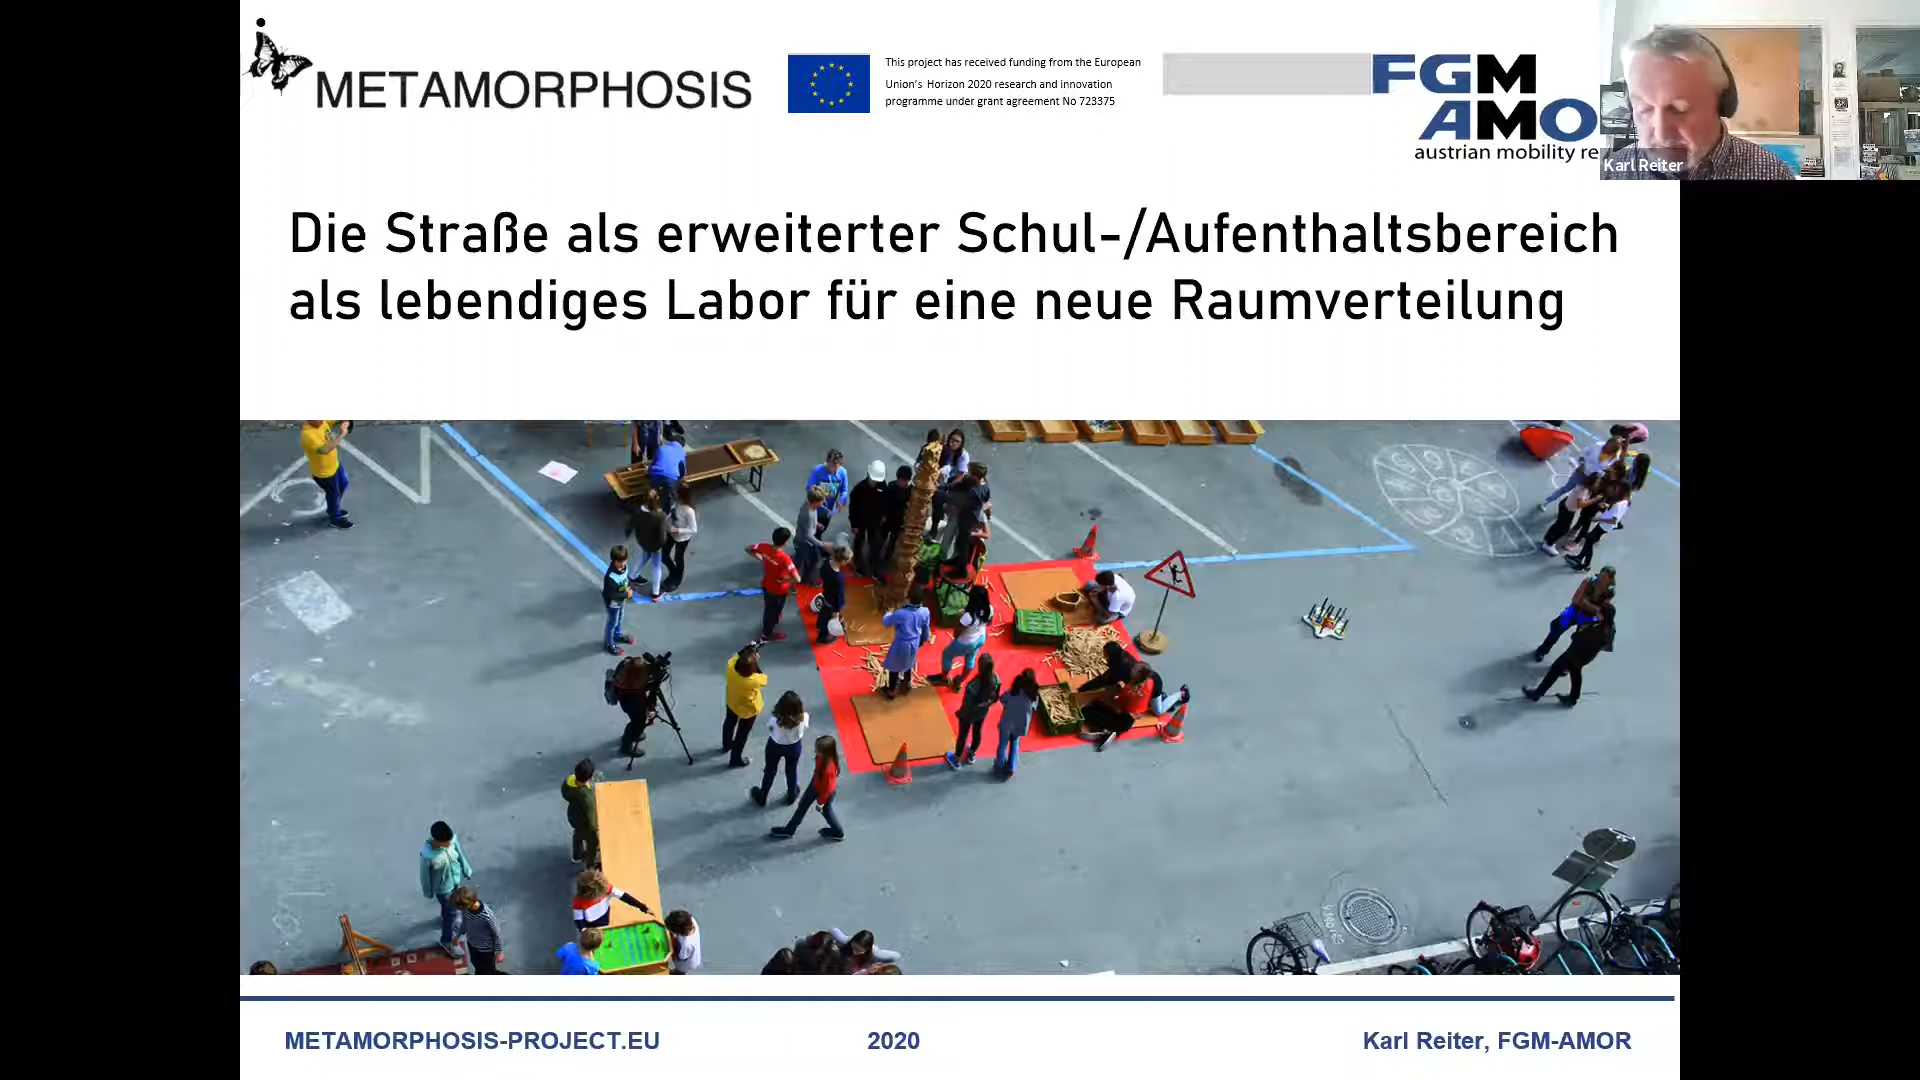 METAMORPHOSIS
This project has received funding from the European
Union's Horizon 2020 research and innovation
programme under grant agreement No 723375
FGM
AMO
austrian mobility re
Karl Reiter
Die Straße als erweiterter Schul-/Aufenthaltsbereich
als lebendiges Labor für eine neue Raumverteilung
METAMORPHOSIS-PROJECT.EU
2020
Karl Reiter, FGM-AMOR